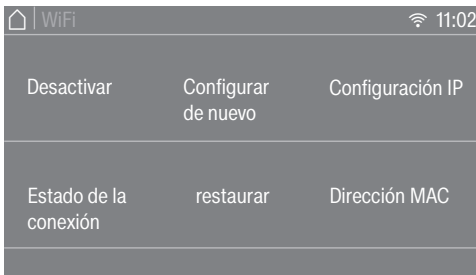 WiFi 11:02
Desactivar Configurar de nuevo Configuración IP
Estado de la conexión restaurar Dirección MAC